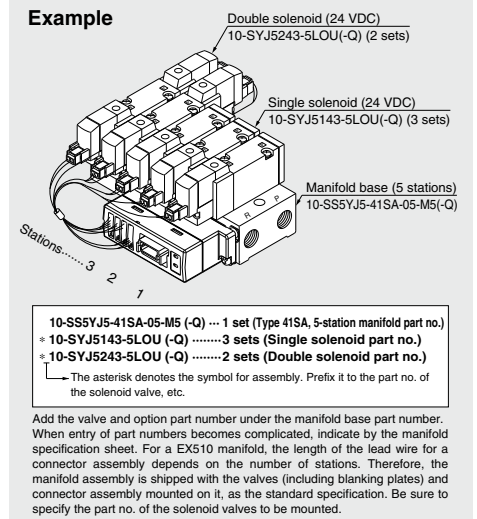 Example
Double solenoid (24 VDC)
10-SYJ5243-5LOU(-Q) (2 sets)
Single solenoid (24 VDC)
10-SYJ5143-5LOU(-Q) (3 sets)
Manifold base (5 stations)
10-SS5YJ5-41SA-05-M5(-Q)
R P
Stations....... 3 2 1
10-SS5YJ5-41SA-05-M5 (-Q) ··· 1 set (Type 41SA, 5-station manifold part no.)
* 10-SYJ5143-5LOU (-Q) ········ 3 sets (Single solenoid part no.)
* 10-SYJ5243-5LOU (-Q) ········ 2 sets (Double solenoid part no.)
The asterisk denotes the symbol for assembly. Prefix it to the part no. of
the solenoid valve, etc.
Add the valve and option part number under the manifold base part number.
When entry of part numbers becomes complicated, indicate by the manifold
specification sheet. For a EX510 manifold, the length of the lead wire for a
connector assembly depends on the number of stations. Therefore, the
manifold assembly is shipped with the valves (including blanking plates) and
connector assembly mounted on it, as the standard specification. Be sure to
specify the part no. of the solenoid valves to be mounted.